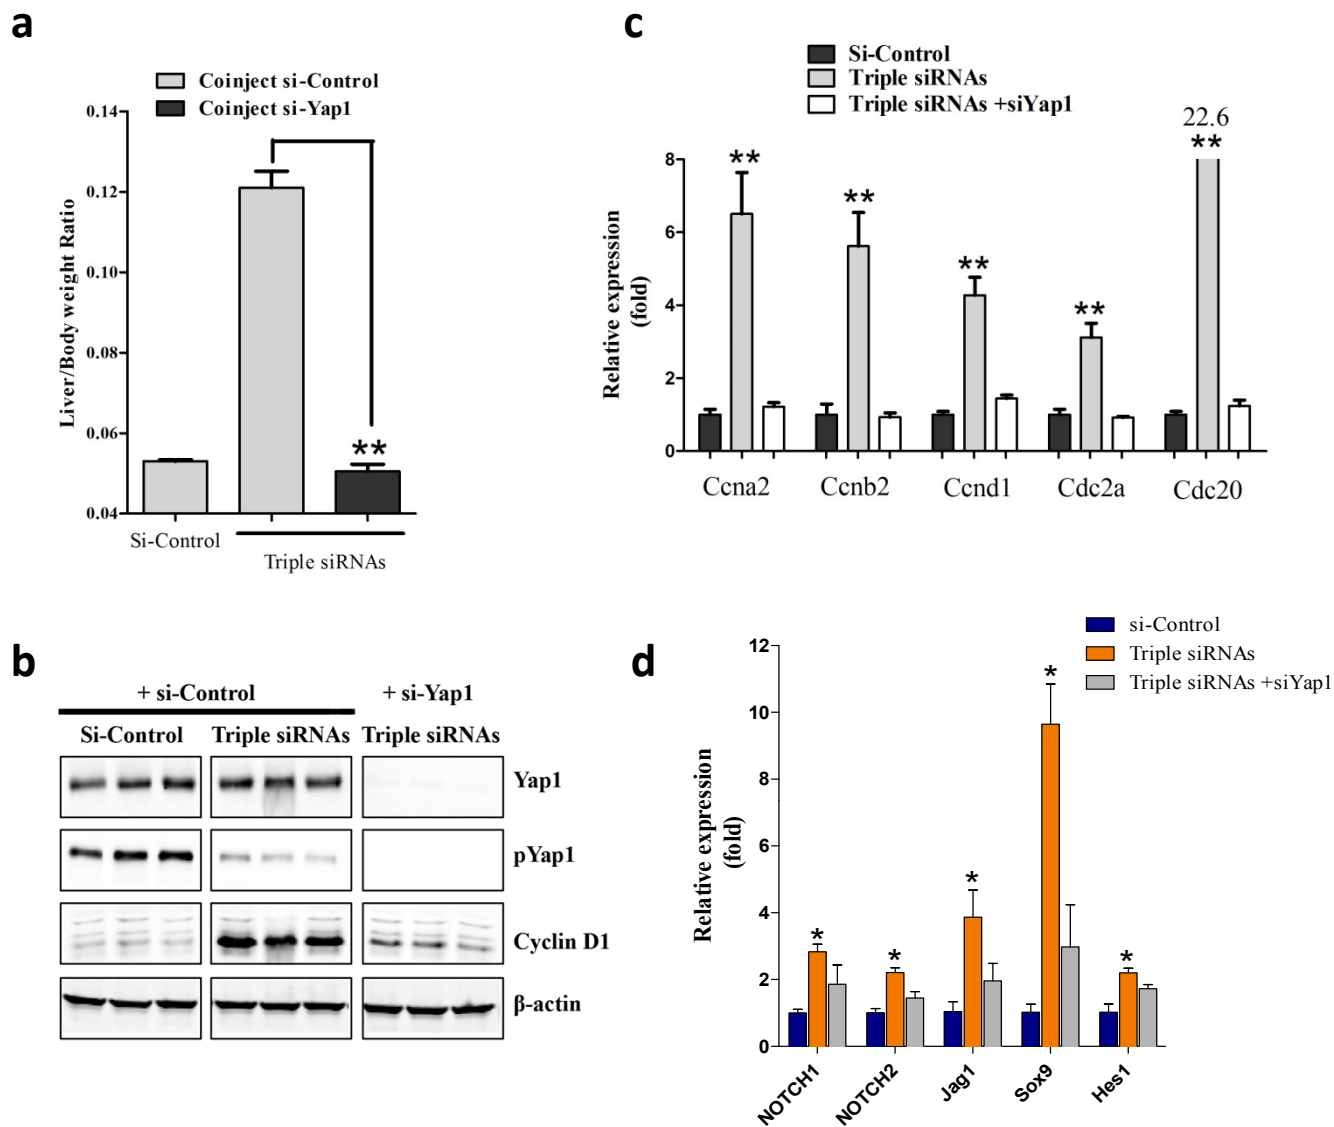 a
Coinject si-Control
Coinject si-Yap1
Liver/Body weight Ratio
0.14
0.12
0.10
0.08
0.06
0.04
**
Si-Control
Triple siRNAs
c
Si-Control
Triple siRNAs
Triple siRNAs +siYap1
Relative expression
(fold)
8
6
4
2
0
**
**
**
**
22.6
**
Ccna2
Ccnb2
Ccnd1
Cdc2a
Cdc20
b
+ si-Control
+ si-Yap1
Si-Control
Triple siRNAs
Triple siRNAs
Yap1
pYap1
Cyclin D1
β-actin
d
si-Control
Triple siRNAs
Triple siRNAs +siYap1
Relative expression
(fold)
12
10
8
6
4
2
0
*
*
*
*
*
NOTCH1
NOTCH2
Jag1
Sox9
Hes1